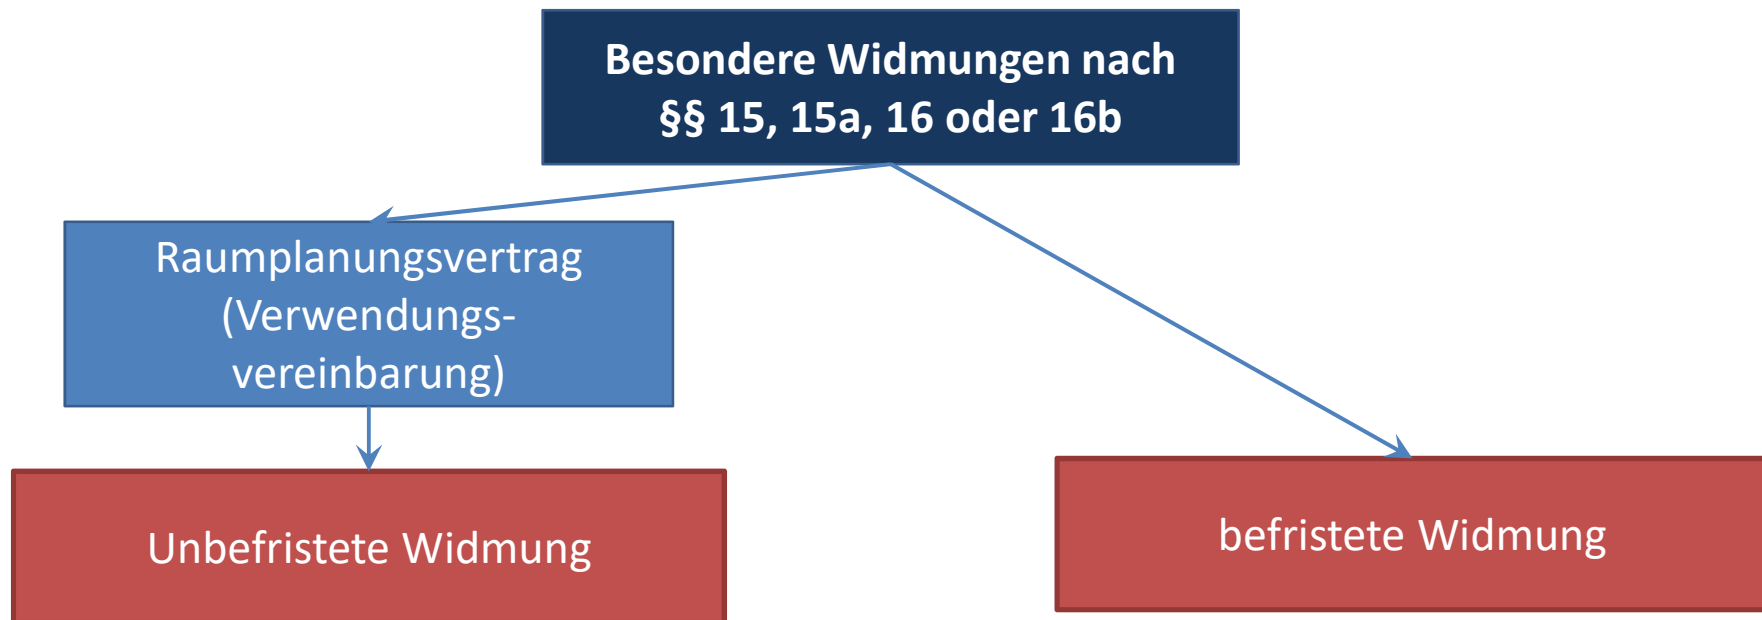 Besondere Widmungen nach
§§ 15, 15a, 16 oder 16b
Raumplanungsvertrag
(Verwendungs-
vereinbarung)
Unbefristete Widmung
befristete Widmung